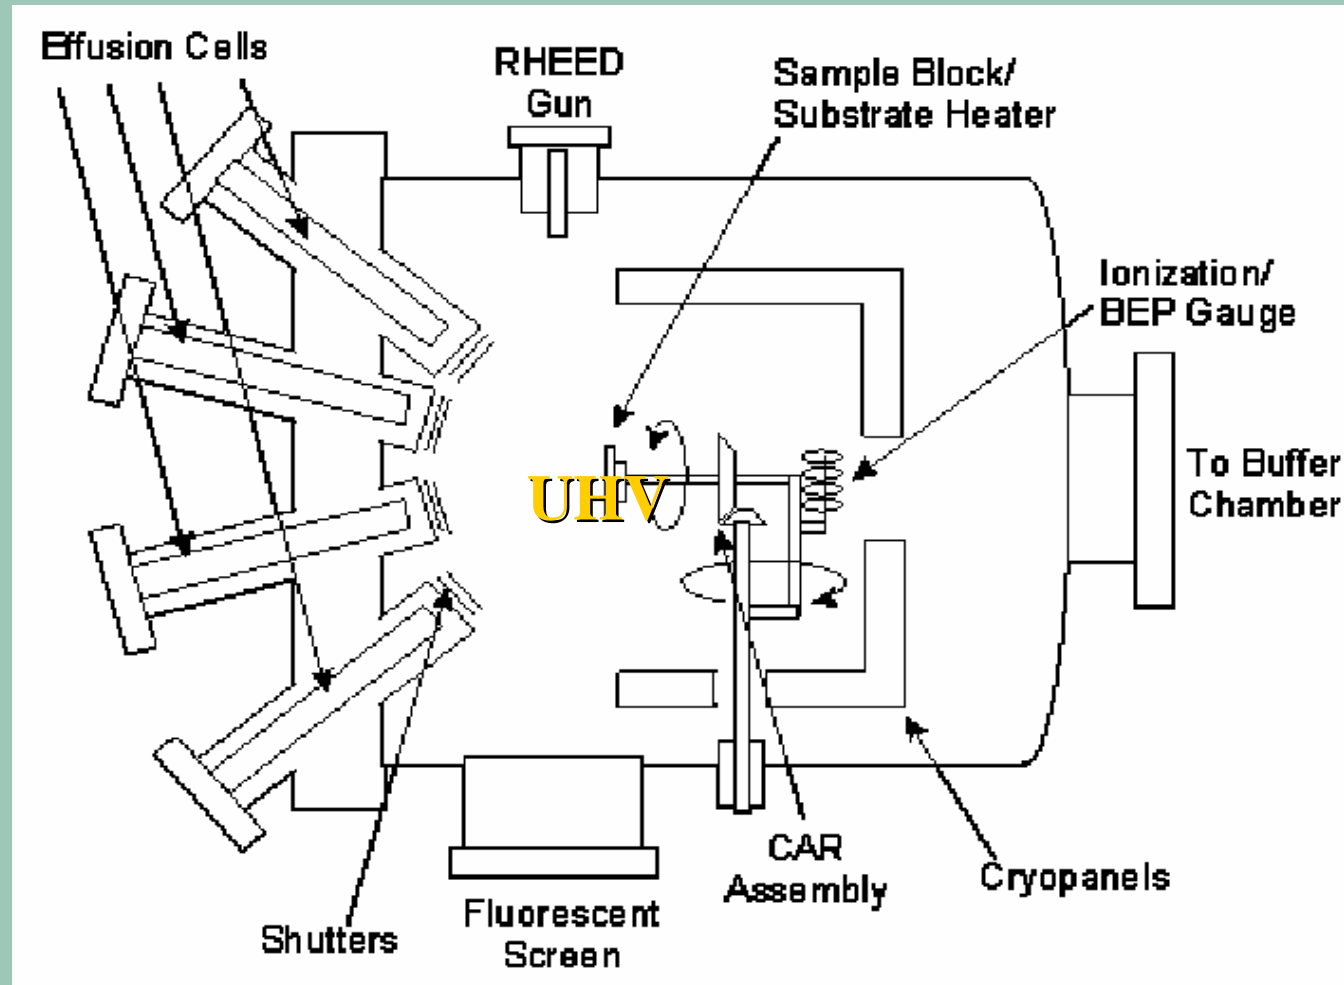 Effusion Cells
RHEED
Gun
Sample Block/
Substrate Heater
Ionization/
BEP Gauge
To Buffer
Chamber
UHV
CAR
Assembly
Cryopanels
Fluorescent
Screen
Shutters